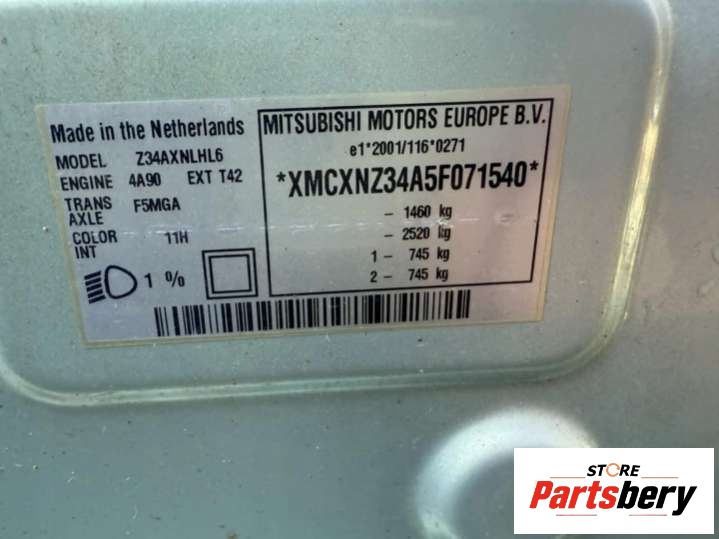 Made in the Netherlands
MODEL Z34AXNLHL6
ENGINE 4A90 EXT T42
TRANS AXLE F5MGA
COLOR INT 11H
1 %
MITSUBISHI MOTORS EUROPE B.V.
e1*2001/116*0271
*XMCXNZ34A5F071540*
- 1460 kg
- 2520 kg
1 - 745 kg
2 - 745 kg
STORE
Partsbery